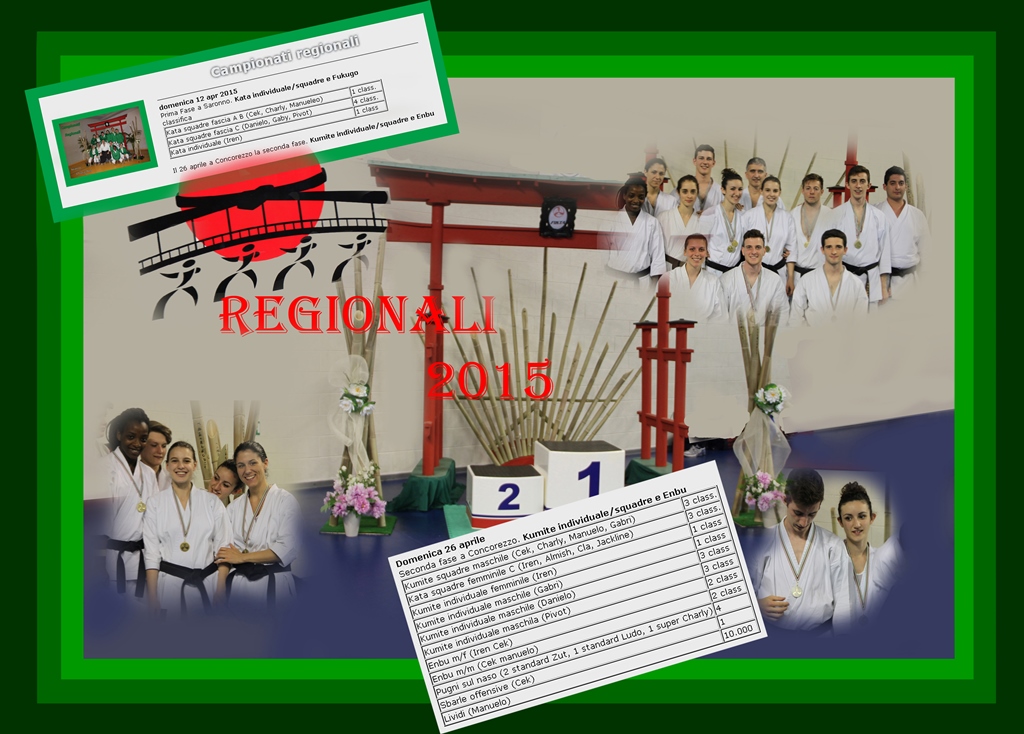 Campionati regionali
domenica 12 apr 2015
Prima Fase a Saronno. Kata individuale/squadre e Fukugo
classifica
Kata squadre fascia A B (Cek, Charly, Manueleo) 1 class.
Kata squadre fascia C (Danielo, Gaby, Pivot) 4 class.
Kata individuale (Iren) 1 class
Il 26 aprile a Concorezzo la seconda fase. Kumite individuale/squadre e Enbu
REGIONALI
2015
2
1
Domenica 26 aprile
Seconda fase a Concorezzo. Kumite individuale/squadre e Enbu
Kumite squadre maschile (Cek, Charly, Manuelo, Gabri) 3 class.
Kata squadre femminile C (Iren, Almish, Cla, Jackline) 3 class.
Kumite individuale femminile (Iren) 1 class
Kumite individuale maschile (Gabri) 1 class.
Kumite individuale maschile (Danielo) 3 class.
Kumite individuale maschila (Pivot) 3 class.
Enbu m/f (Iren Cek) 2 class
Enbu m/m (Cek manuelo) 2 class
Pugni sul naso (2 standard Zut, 1 standard Ludo, 1 super Charly) 4
Sbarle offensive (Cek) 1
Lividi (Manuelo) 10.000